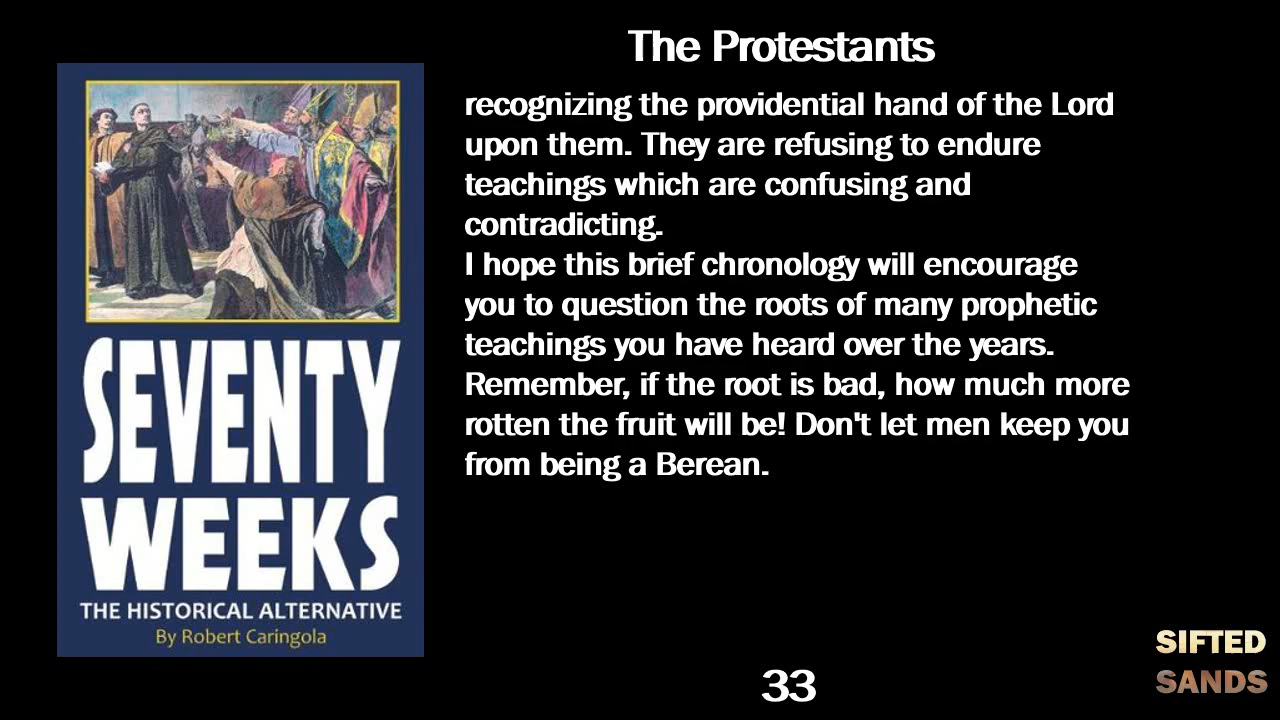 The Protestants
recognizing the providential hand of the Lord
upon them. They are refusing to endure
teachings which are confusing and
contradicting.
I hope this brief chronology will encourage
you to question the roots of many prophetic
teachings you have heard over the years.
Remember, if the root is bad, how much more
rotten the fruit will be! Don't let men keep you
from being a Berean.
SEVENTY
WEEKS
THE HISTORICAL ALTERNATIVE
By Robert Caringola
33
SIFTED
SANDS